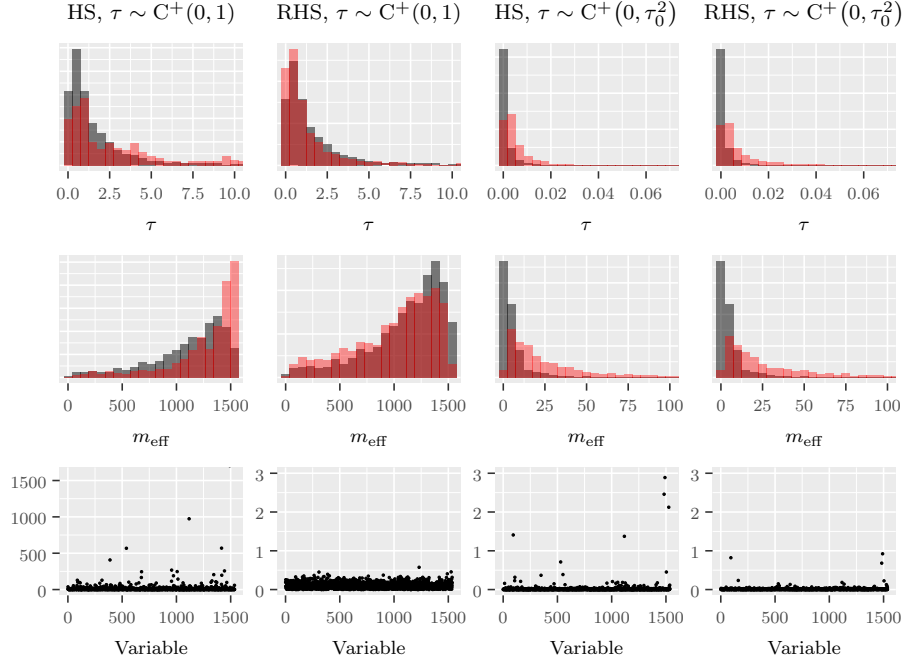 HS, τ ∼ C⁺(0, 1) RHS, τ ∼ C⁺(0, 1) HS, τ ∼ C⁺(0, τ₀²) RHS, τ ∼ C⁺(0, τ₀²)
0.0 2.5 5.0 7.5 10.0 0.0 2.5 5.0 7.5 10.0 0.00 0.02 0.04 0.06 0.00 0.02 0.04 0.06
τ τ τ τ
0 500 1000 1500 0 500 1000 1500 0 25 50 75 100 0 25 50 75 100
m_eff m_eff m_eff m_eff
1500 3 3 3
1000 2 2 2
500 1 1 1
0 0 0 0
0 500 1000 1500 0 500 1000 1500 0 500 1000 1500 0 500 1000 1500
Variable Variable Variable Variable